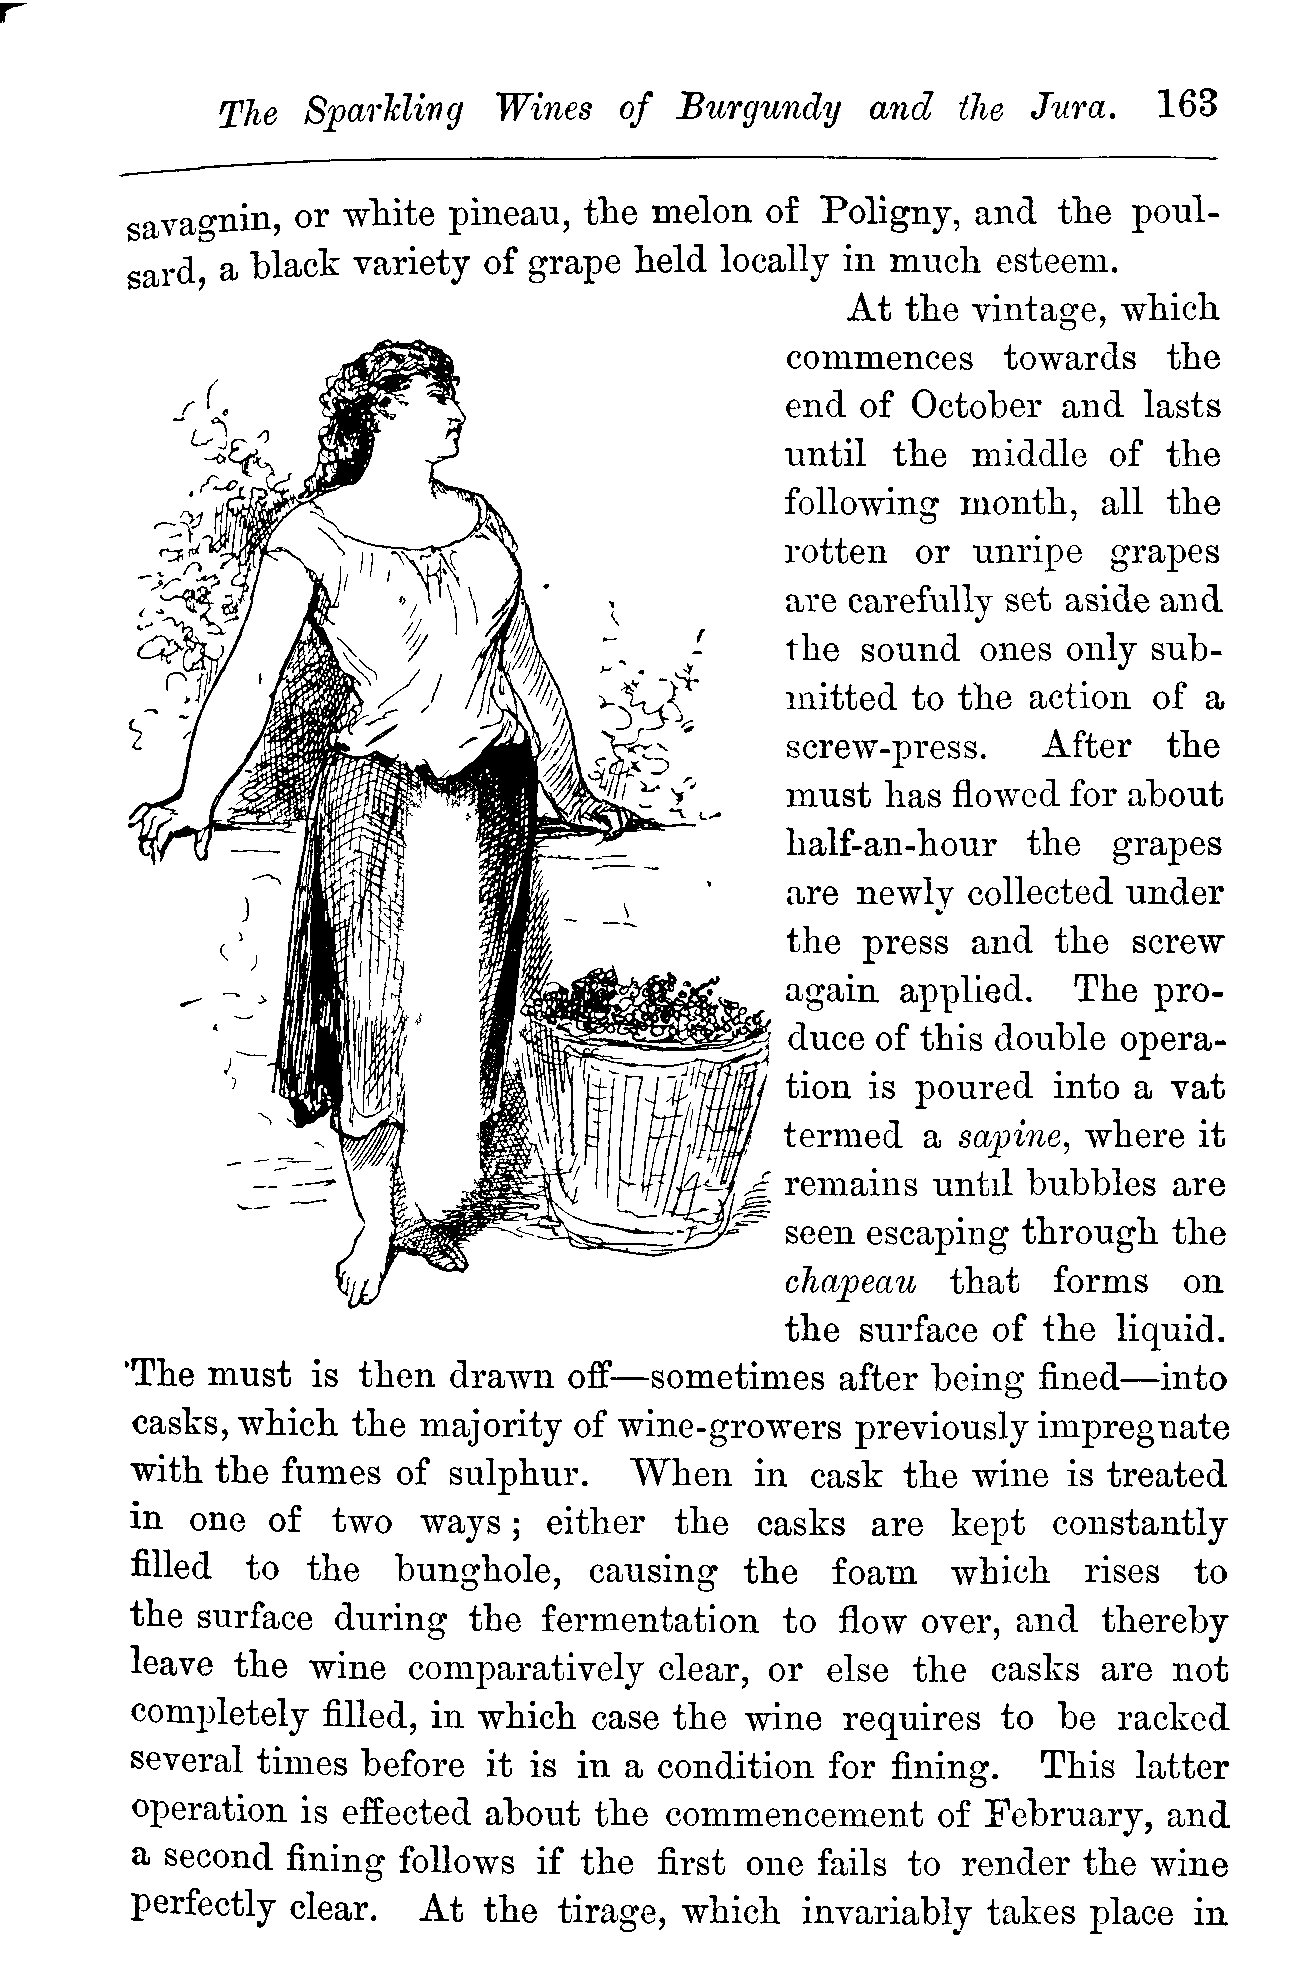 The Sparkling Wines of Burgundy and the Jura. 163
savagnin, or white pineau, the melon of Poligny, and the poul-
sard, a black variety of grape held locally in much esteem.
At the vintage, which
commences towards the
end of October and lasts
until the middle of the
following month, all the
rotten or unripe grapes
are carefully set aside and
the sound ones only sub-
mitted to the action of a
screw-press. After the
must has flowed for about
half-an-hour the grapes
are newly collected under
the press and the screw
again applied. The pro-
duce of this double opera-
tion is poured into a vat
termed a sapine, where it
remains until bubbles are
seen escaping through the
chapeau that forms on
the surface of the liquid.
The must is then drawn off—sometimes after being fined—into
casks, which the majority of wine-growers previously impregnate
with the fumes of sulphur. When in cask the wine is treated
in one of two ways; either the casks are kept constantly
filled to the bunghole, causing the foam which rises to
the surface during the fermentation to flow over, and thereby
leave the wine comparatively clear, or else the casks are not
completely filled, in which case the wine requires to be racked
several times before it is in a condition for fining. This latter
operation is effected about the commencement of February, and
a second fining follows if the first one fails to render the wine
perfectly clear. At the tirage, which invariably takes place in